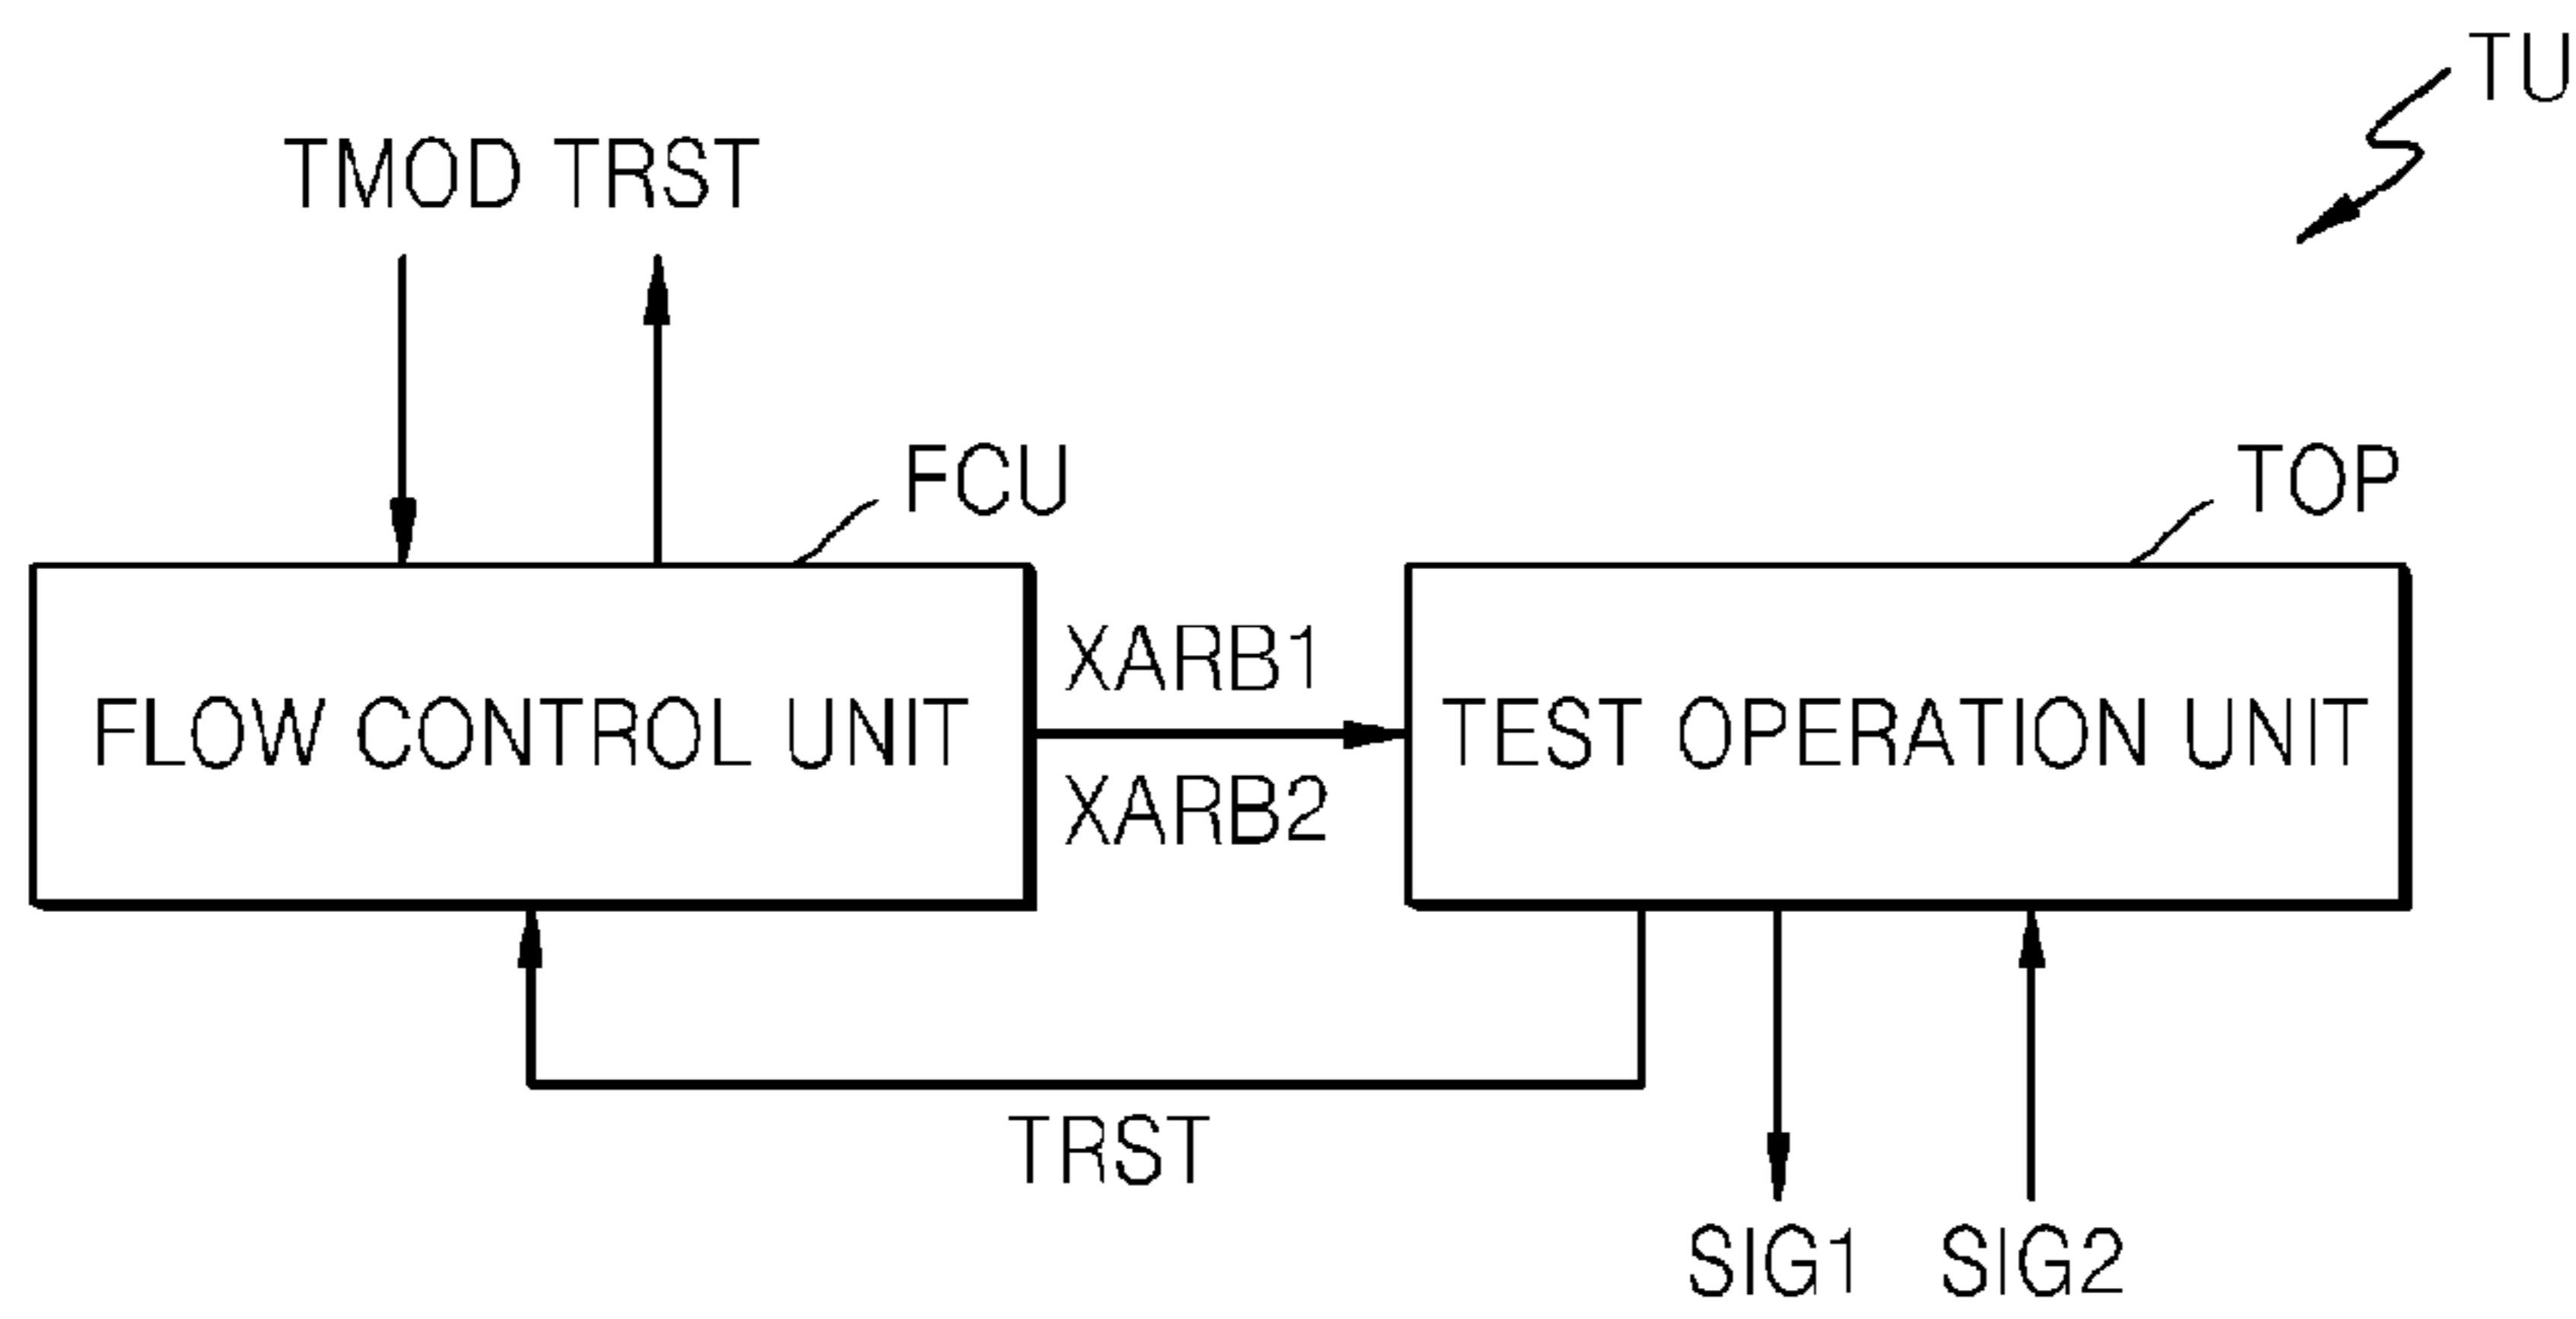 TU
TMOD TRST
FCU
TOP
XARB1
FLOW CONTROL UNIT
TEST OPERATION UNIT
XARB2
TRST
SIG1 SIG2